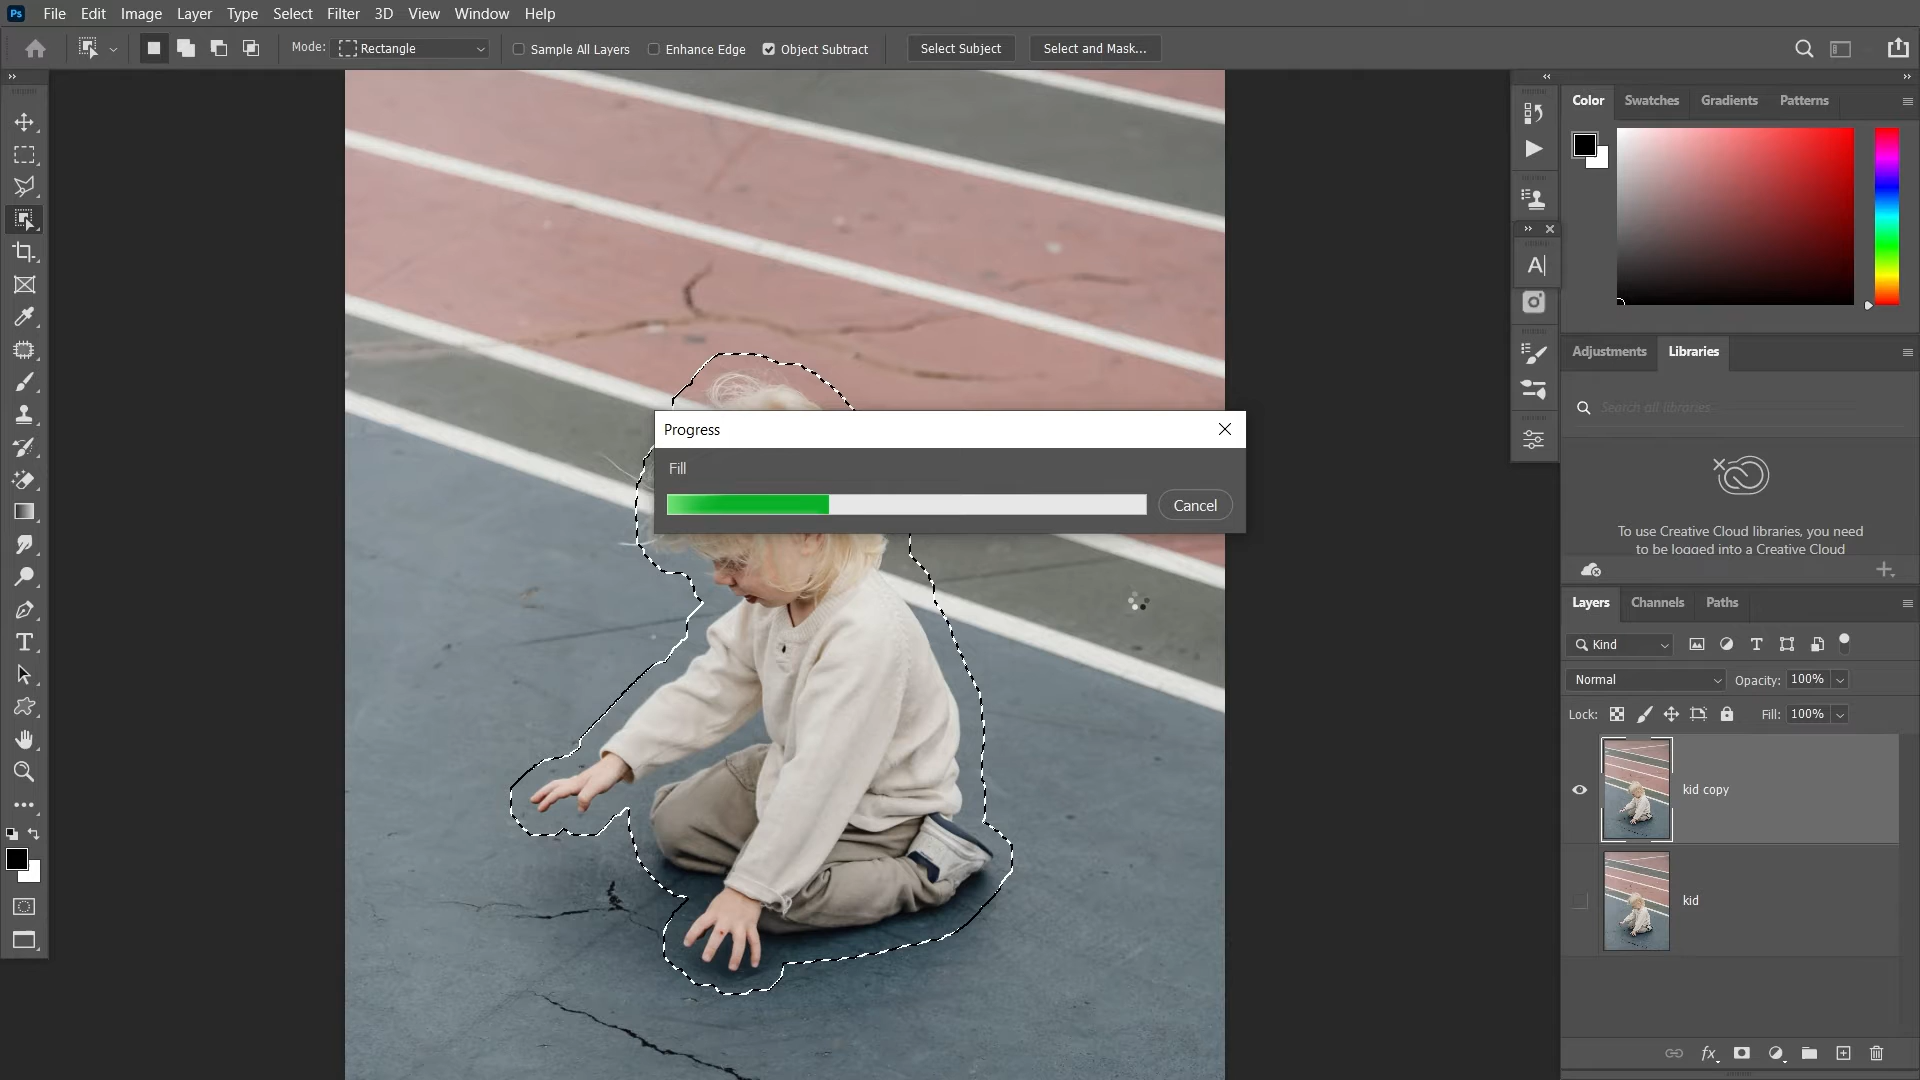 Ps File Edit Image Layer Type Select Filter 3D View Window Help
Mode: Rectangle Sample All Layers Enhance Edge Object Subtract Select Subject Select and Mask...
Color Swatches Gradients Patterns
Adjustments Libraries
Search all libraries
To use Creative Cloud libraries, you need
to be logged into a Creative Cloud
Progress
Fill
Cancel
Layers Channels Paths
Kind
Normal Opacity: 100%
Lock: Fill: 100%
kid copy
kid